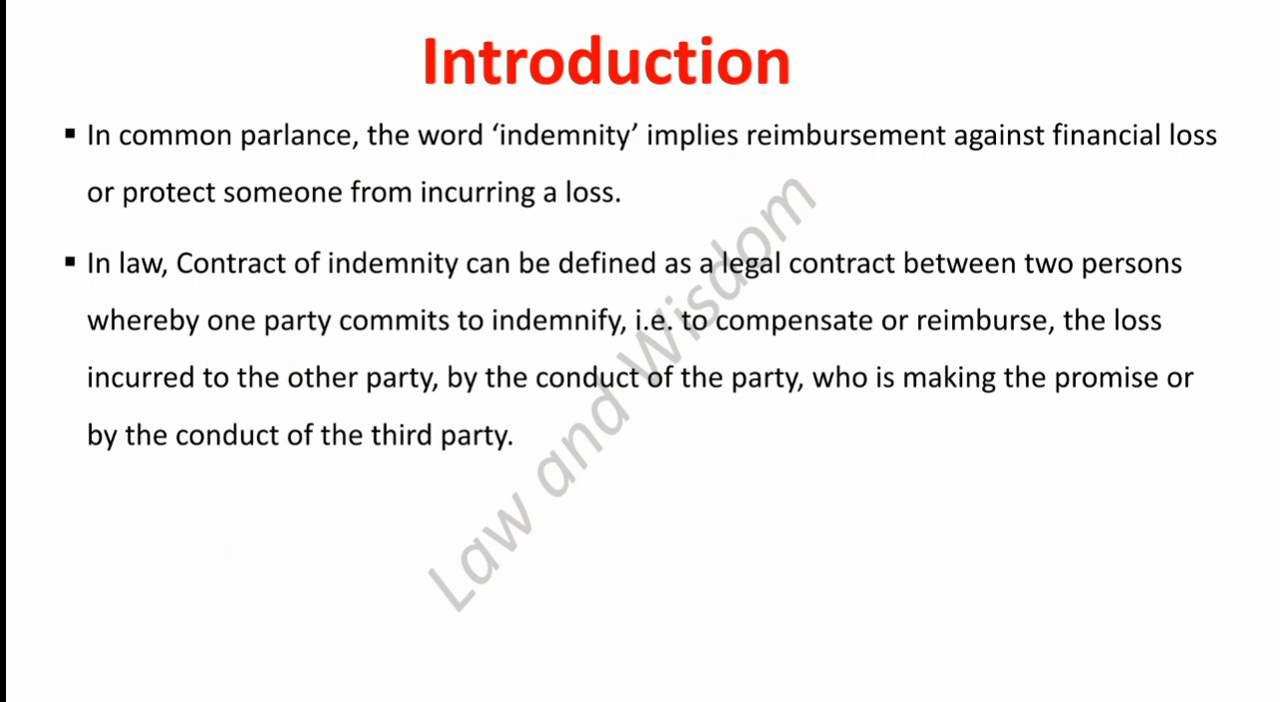 Introduction
▪ In common parlance, the word ‘indemnity’ implies reimbursement against financial loss
or protect someone from incurring a loss.
▪ In law, Contract of indemnity can be defined as a legal contract between two persons
whereby one party commits to indemnify, i.e. to compensate or reimburse, the loss
incurred to the other party, by the conduct of the party, who is making the promise or
by the conduct of the third party.
Law and Wisdom